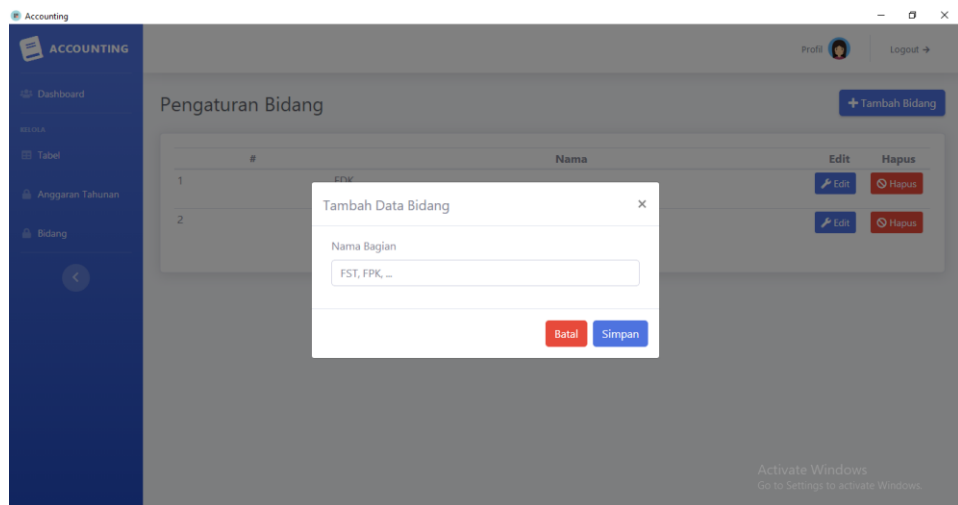 Accounting
ACCOUNTING
Profil
Logout →
Dashboard
Pengaturan Bidang
+ Tambah Bidang
KELOLA
Tabel
# Nama Edit Hapus
1 FPK Edit Hapus
Anggaran Tahunan
2 Edit Hapus
Bidang
Tambah Data Bidang ×
Nama Bagian
FST, FPK, ...
Batal Simpan
Activate Windows
Go to Settings to activate Windows.